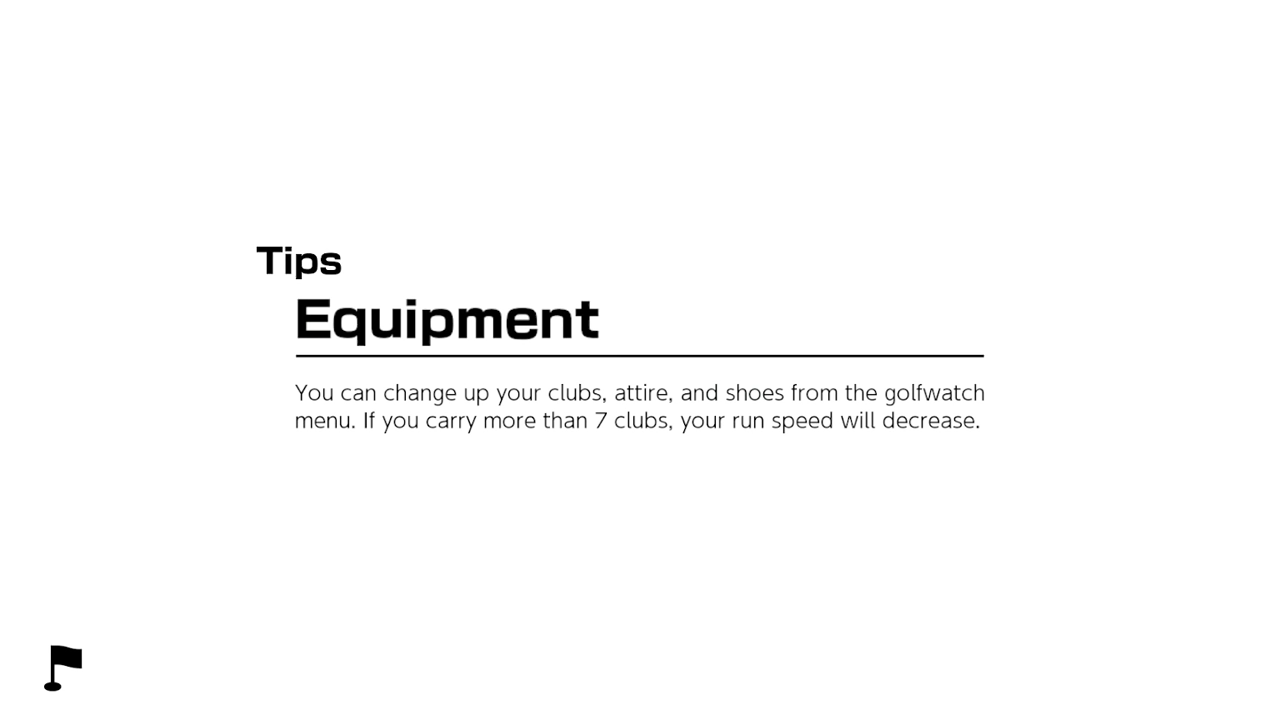 Tips
Equipment
You can change up your clubs, attire, and shoes from the golfwatch
menu. If you carry more than 7 clubs, your run speed will decrease.